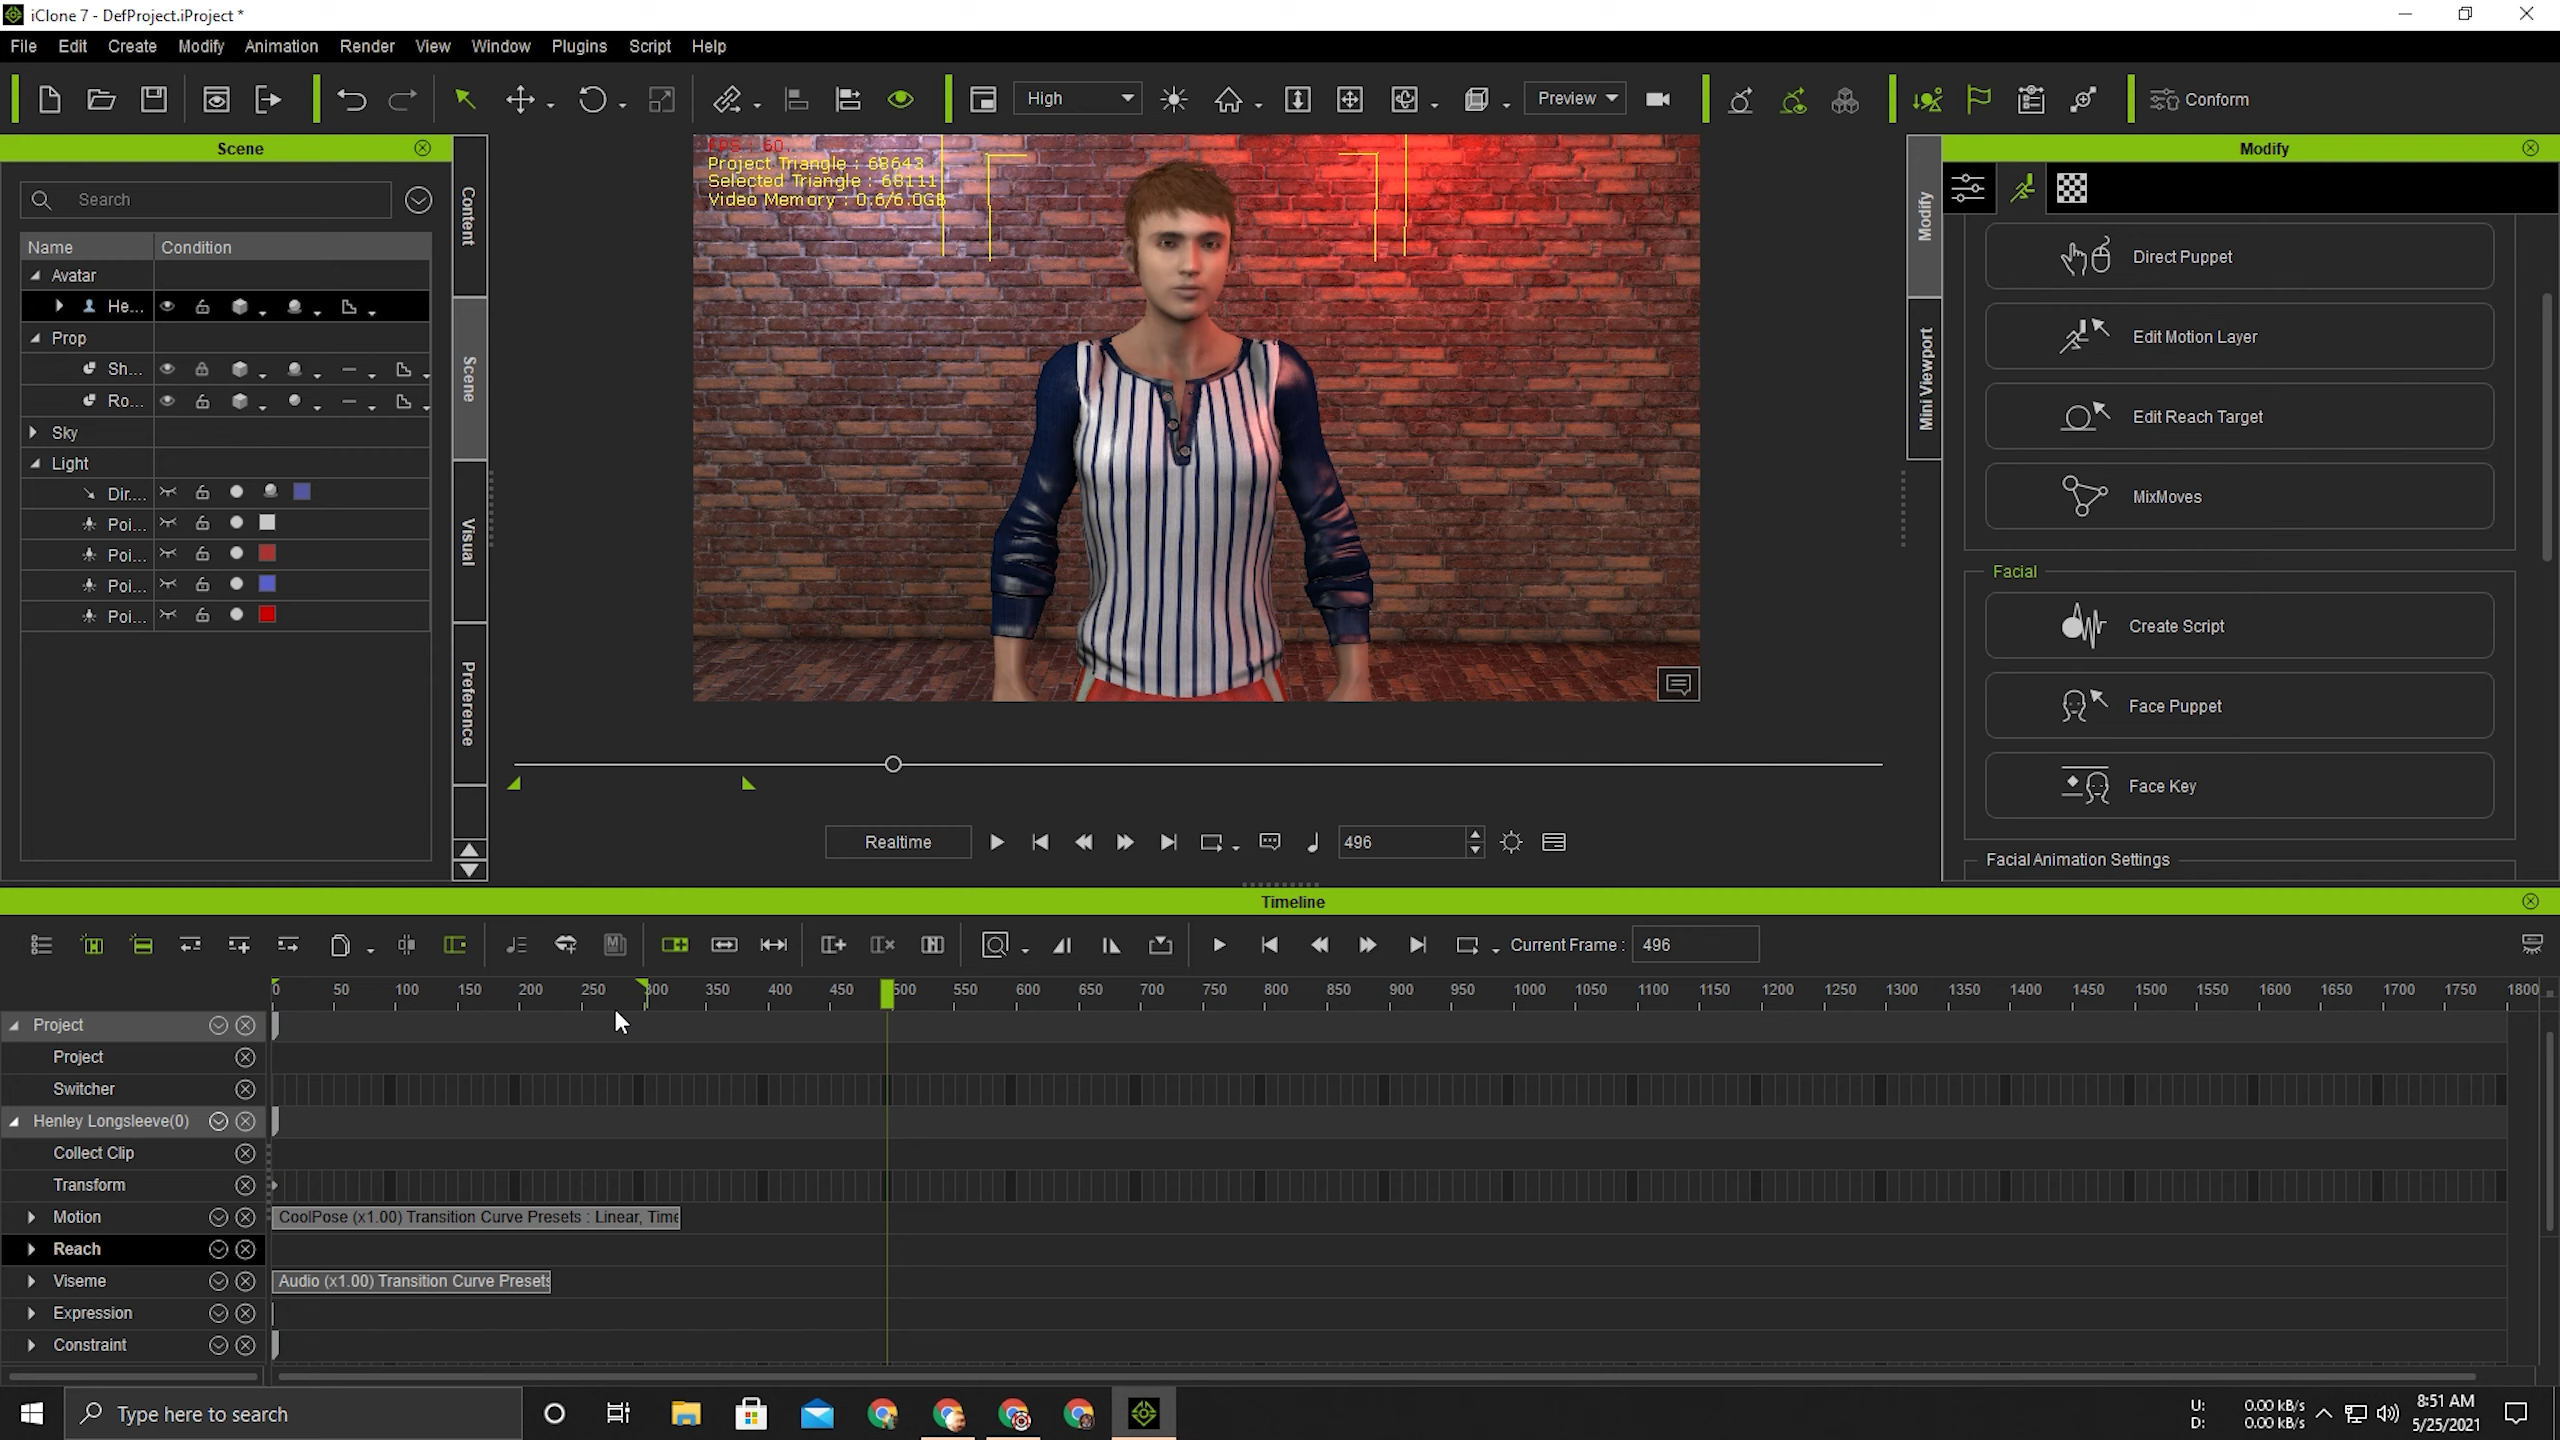 iClone 7 - DefProject.iProject *
File Edit Create Modify Animation Render View Window Plugins Script Help
High
Preview
Conform
Scene
Search
Name Condition
Avatar
He...
Prop
Sh...
Ro...
Sky
Light
Dir....
Poi...
Poi...
Poi...
Poi...
Content
Scene
Visual
Preference
FPS : 60
Project Triangle : 68643
Selected Triangle : 68111
Video Memory : 0.6/6.0GB
Realtime
496
Modify
Mini Viewport
Modify
Direct Puppet
Edit Motion Layer
Edit Reach Target
MixMoves
Facial
Create Script
Face Puppet
Face Key
Facial Animation Settings
Timeline
Current Frame : 496
0 50 100 150 200 250 300 350 400 450 500 550 600 650 700 750 800 850 900 950 1000 1050 1100 1150 1200 1250 1300 1350 1400 1450 1500 1550 1600 1650 1700 1750 1800
Project
Project
Switcher
Henley Longsleeve(0)
Collect Clip
Transform
Motion
CoolPose (x1.00) Transition Curve Presets : Linear, Time
Reach
Viseme
Audio (x1.00) Transition Curve Presets
Expression
Constraint
Type here to search
U: 0.00 kB/s
D: 0.00 kB/s
8:51 AM
5/25/2021